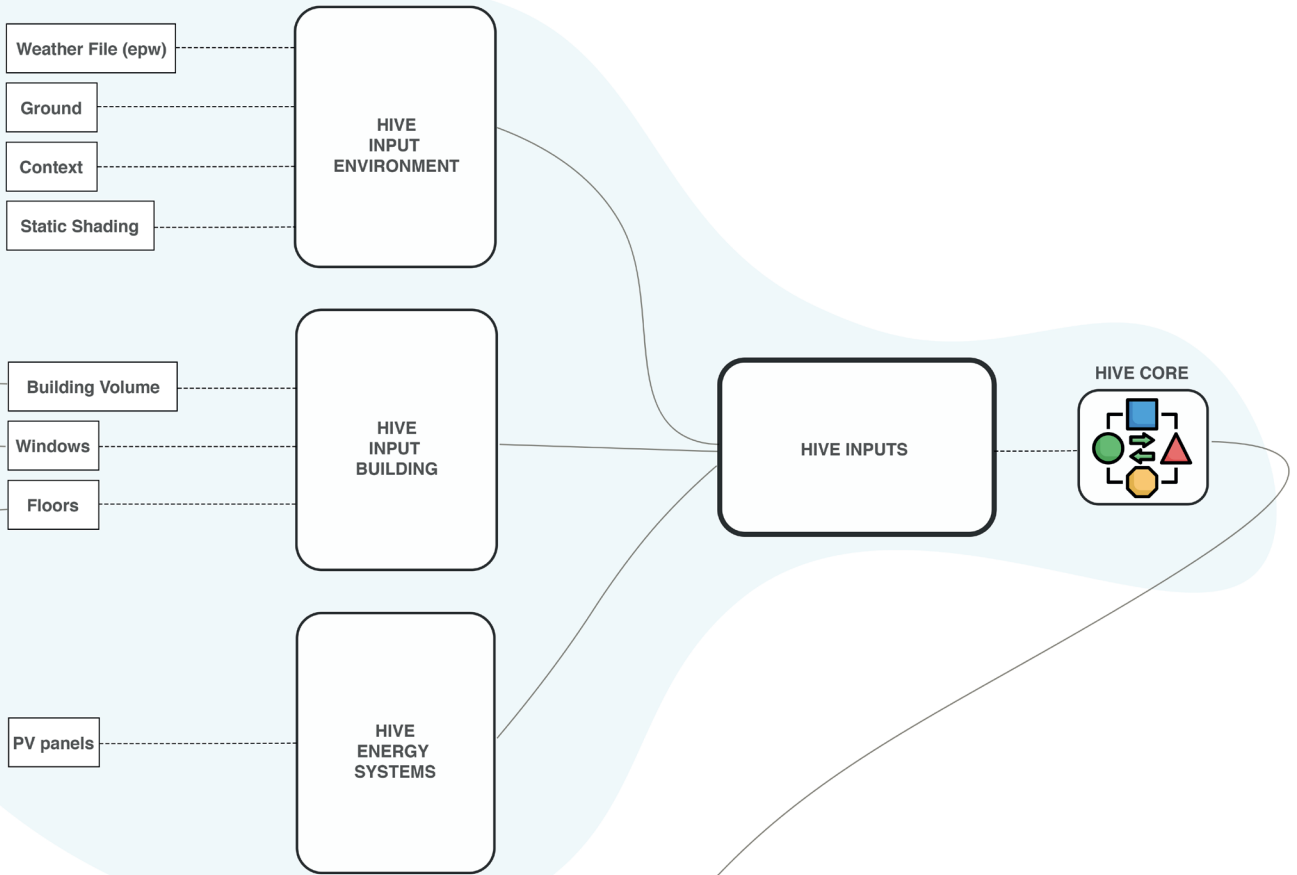 Weather File (epw)
Ground
Context
Static Shading
HIVE
INPUT
ENVIRONMENT
Building Volume
Windows
Floors
HIVE
INPUT
BUILDING
PV panels
HIVE
ENERGY
SYSTEMS
HIVE INPUTS
HIVE CORE